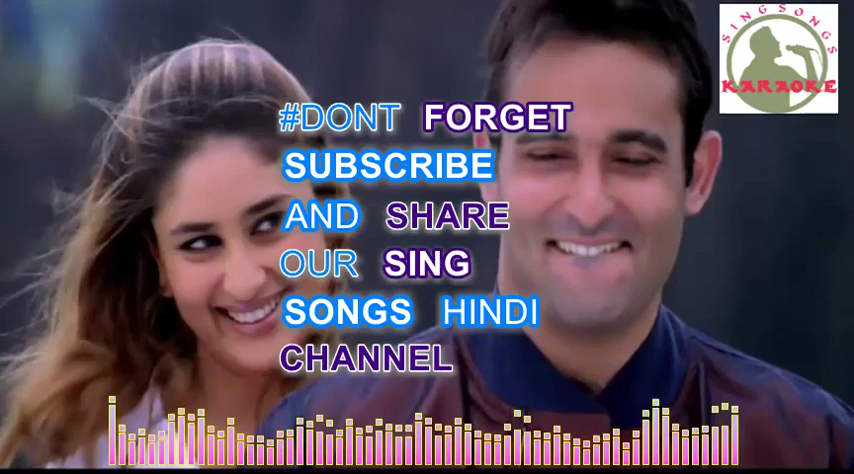 SING SONGS
KARAOKE
#DONT FORGET
SUBSCRIBE
AND SHARE
OUR SING
SONGS HINDI
CHANNEL